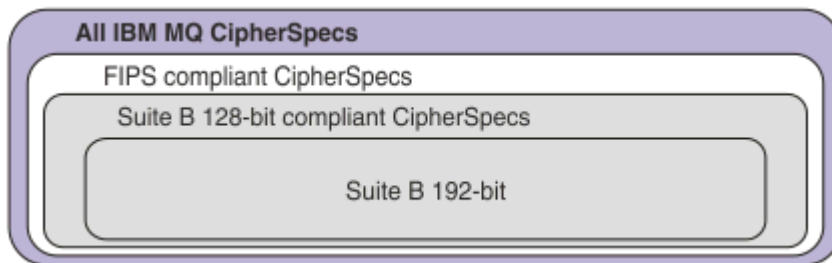 All IBM MQ CipherSpecs
FIPS compliant CipherSpecs
Suite B 128-bit compliant CipherSpecs
Suite B 192-bit